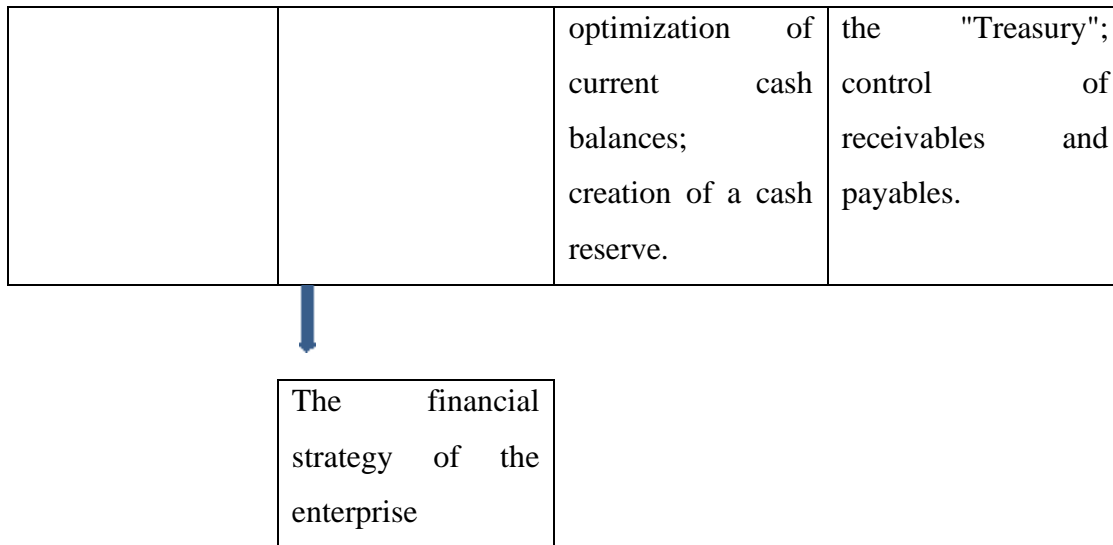 optimization of
current cash
balances;
creation of a cash
reserve.
the "Treasury";
control of
receivables and
payables.
The financial
strategy of the
enterprise